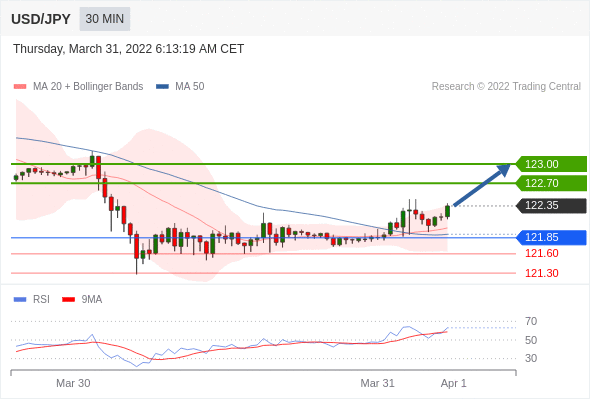 USD/JPY 30 MIN
Thursday, March 31, 2022 6:13:19 AM CET
MA 20 + Bollinger Bands MA 50 Research © 2022 Trading Central
123.00
122.70
122.35
121.85
121.60
121.30
RSI 9MA
70
50
30
Mar 30 Mar 31 Apr 1